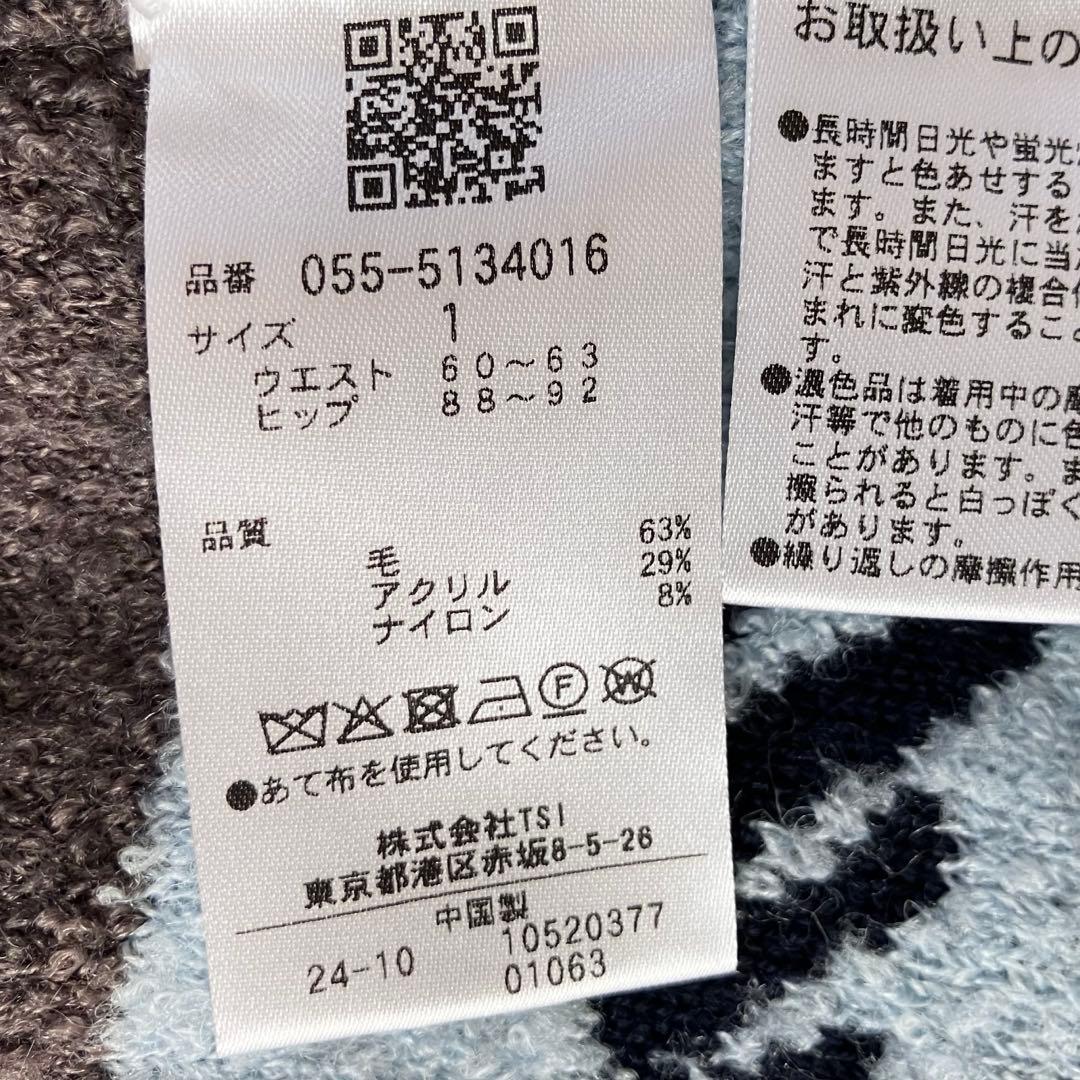 品番 055-5134016
サイズ 1
ウエスト 60～63
ヒップ 88～92
品質
毛 63%
アクリル 29%
ナイロン 8%
F
W
●あて布を使用してください。
株式会社TSI
東京都港区赤坂8-5-26
中国製
24-10 10520377
01063
お取扱い上の
●長時間日光や蛍光
ますと色あせする
ます。また、汗を
で長時間日光に当
汗と紫外線の複合
まれに変色するこ
す。
●濃色品は着用中の
汗等で他のものに色
ことがあります。ま
擦られると白っぽく
があります。
●繰り返しの摩擦作用